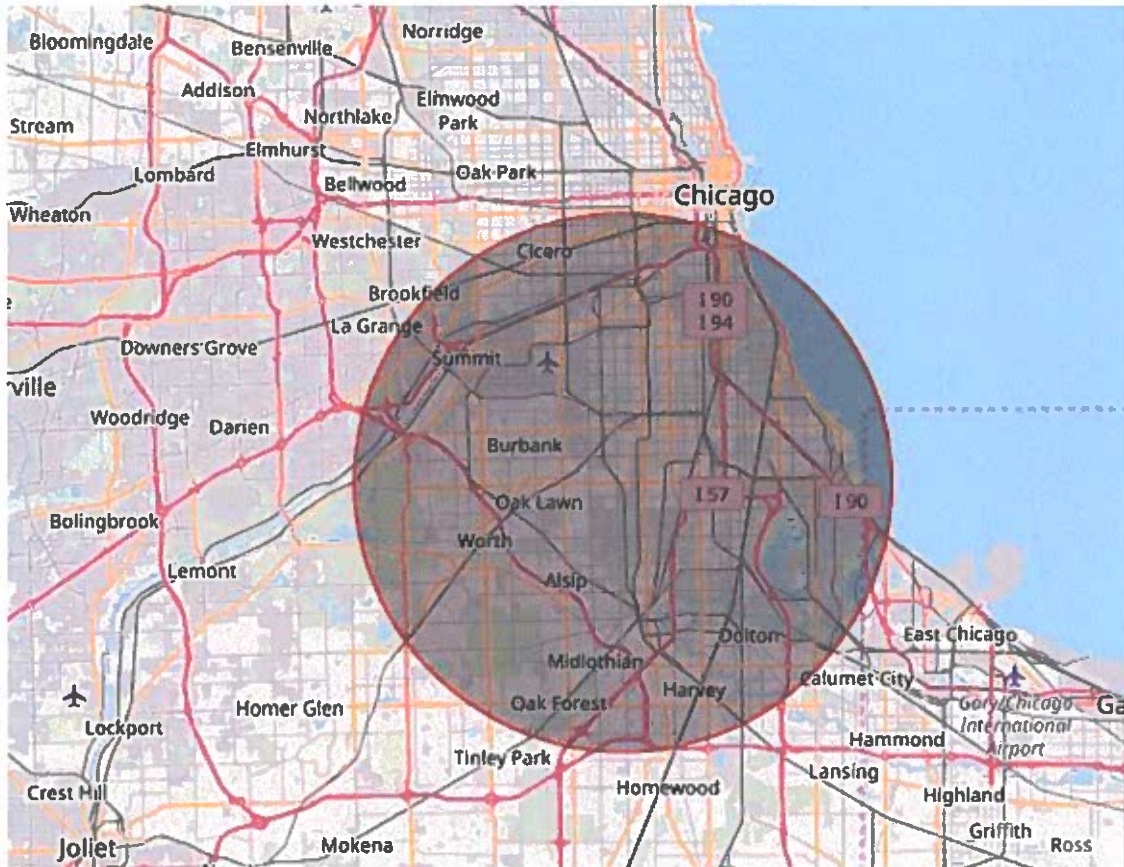 Norridge
Bloomingdale
Bensenville
Addison
Elmwood
Park
Northlake
Stream
Elmhurst
Lombard
Oak Park
Bellwood
Chicago
Wheaton
Westchester
Cicero
Brookfield
I 90
I 94
La Grange
Downers Grove
Summit
ville
Woodridge
Darien
Burbank
I 57
I 90
Oak Lawn
Bolingbrook
Worth
Lemont
Alsip
Dolton
East Chicago
Midlothian
Calumet City
Harvey
Oak Forest
Homer Glen
Gary/Chicago
International
Airport
Ga
Lockport
Hammond
Tinley Park
Lansing
Homewood
Crest Hill
Highland
Griffith
Joliet
Mokena
Ross